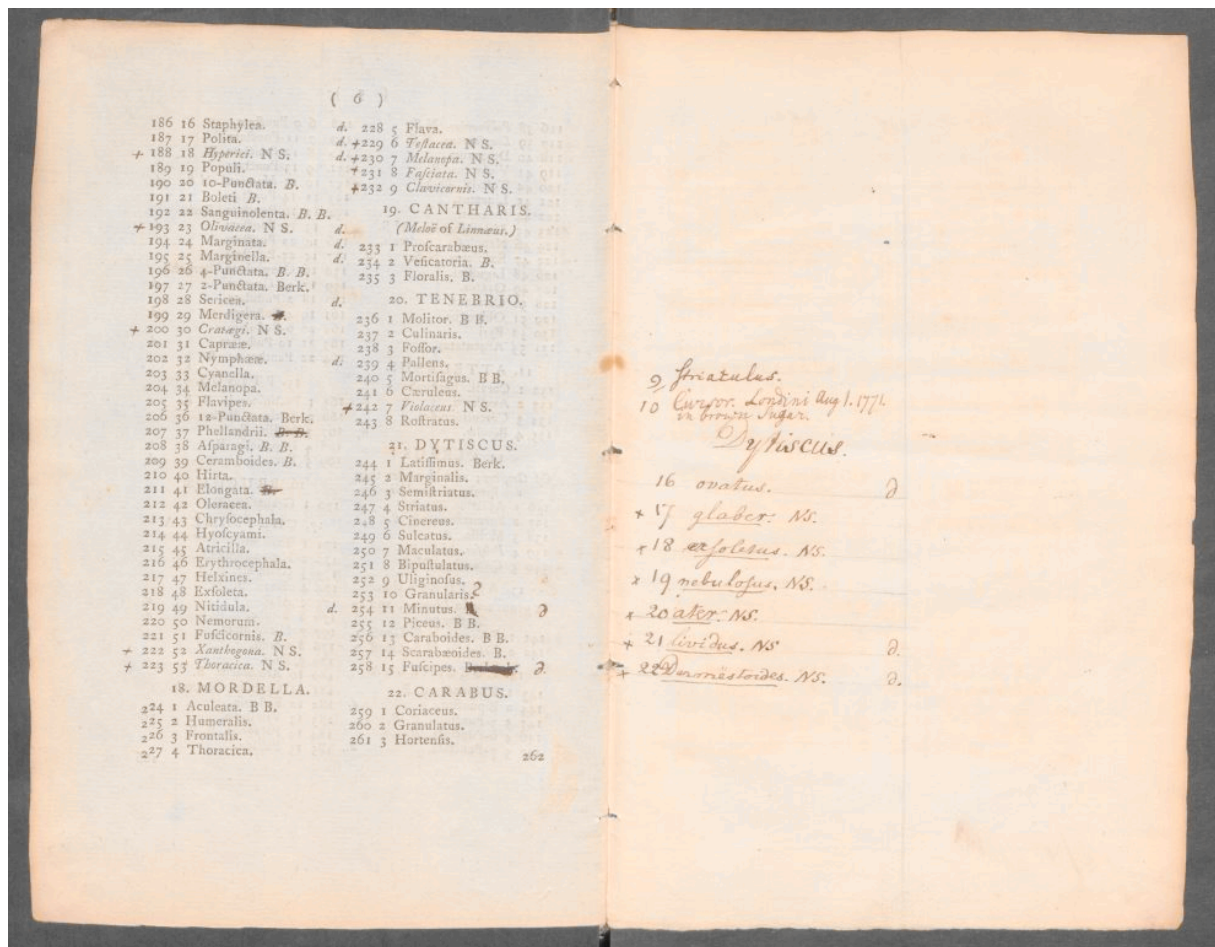 ( 6 )
186 16 Staphylea.
187 17 Polita.
+ 188 18 Hyperici. N S.
189 19 Populi.
190 20 10-Punctata. B.
191 21 Boleti B.
192 22 Sanguinolenta. B. B.
+ 193 23 Olivacea. N S.
194 24 Marginata.
195 25 Marginella.
196 26 4-Punctata. B. B.
197 27 2-Punctata. Berk.
198 28 Sericea.
199 29 Merdigera.
+ 200 30 Cratægi. N S.
201 31 Capræe.
202 32 Nymphææ.
203 33 Cyanella.
204 34 Melanopa.
205 35 Flavipes.
206 36 12-Punctata. Berk.
207 37 Phellandrii. B. B.
208 38 Aſparagi. B. B.
209 39 Ceramboides. B.
210 40 Hirta.
211 41 Elongata.
212 42 Oleracea.
213 43 Chryſocephala.
214 44 Hyoſcyami.
215 45 Atricilla.
216 46 Erythrocephala.
217 47 Helxines.
218 48 Exſoleta.
219 49 Nitidula.
220 50 Nemorum.
221 51 Fuſcicornis. B.
+ 222 52 Xanthogona. N S.
+ 223 53 Thoracica. N S.
18. MORDELLA.
224 1 Aculeata. B B.
225 2 Humeralis.
226 3 Frontalis.
227 4 Thoracica.
d. 228 5 Flava.
d. +229 6 Teſtacea. N S.
d. +230 7 Melanopa. N S.
+231 8 Faſciata. N S.
+232 9 Clavicornis. N S.
19. CANTHARIS.
d. (Meloë of Linnæus.)
d. 233 1 Proſcarabæus.
d. 234 2 Veſicatoria. B.
235 3 Floralis. B.
d. 20. TENEBRIO.
236 1 Molitor. B B.
237 2 Culinaris.
238 3 Foſſor.
d. 239 4 Pallens.
240 5 Mortiſagus. B B.
241 6 Cæruleus.
+242 7 Violaceus N S.
243 8 Roſtratus.
21. DYTISCUS.
244 1 Latiſſimus. Berk.
245 2 Marginalis.
246 3 Semiſtriatus.
247 4 Striatus.
248 5 Cinereus.
249 6 Sulcatus.
250 7 Maculatus.
251 8 Bipuſtulatus.
252 9 Uliginoſus.
253 10 Granularis.
d. 254 11 Minutus. ∂
255 12 Piceus. B B.
256 13 Caraboides. B B.
257 14 Scarabæoides. B.
258 15 Fuſcipes. ∂.
22. CARABUS.
259 1 Coriaceus.
260 2 Granulatus.
261 3 Hortenſis.
262
9 Striatulus.
10 Cursor. Londini Aug 1. 1771.
in brown Sugar.
Dytiscus.
16 ovatus. ∂
+ 17 glaber. NS.
+ 18 exſoletus. NS.
+ 19 nebuloſus. NS.
+ 20 ater. NS.
+ 21 lividus. NS ∂.
+ 22 Dermestoides. NS. ∂.